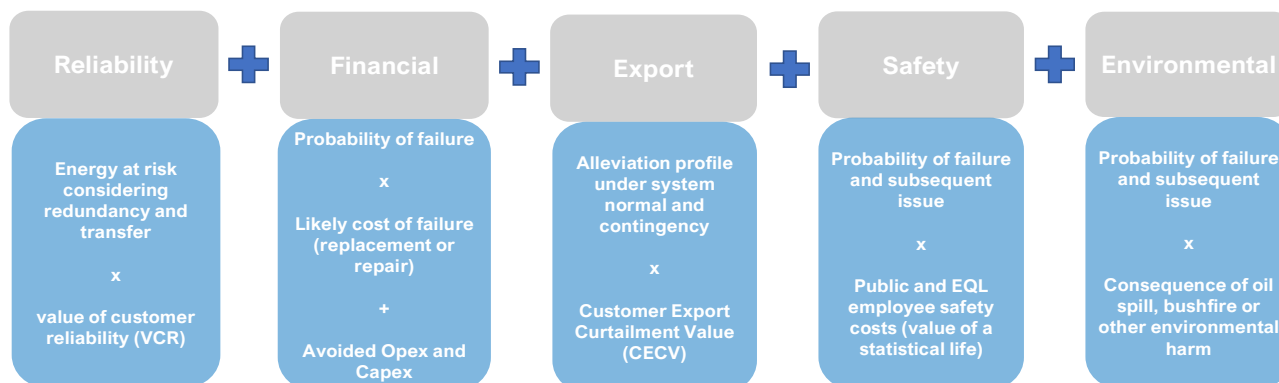 Reliability
Financial
Export
Safety
Environmental
Energy at risk
considering
redundancy and
transfer
x
value of customer
reliability (VCR)
Probability of failure
x
Likely cost of failure
(replacement or
repair)
+
Avoided Opex and
Capex
Alleviation profile
under system
normal and
contingency
x
Customer Export
Curtailment Value
(CECV)
Probability of failure
and subsequent
issue
x
Public and EQL
employee safety
costs (value of a
statistical life)
Probability of failure
and subsequent
issue
x
Consequence of oil
spill, bushfire or
other environmental
harm